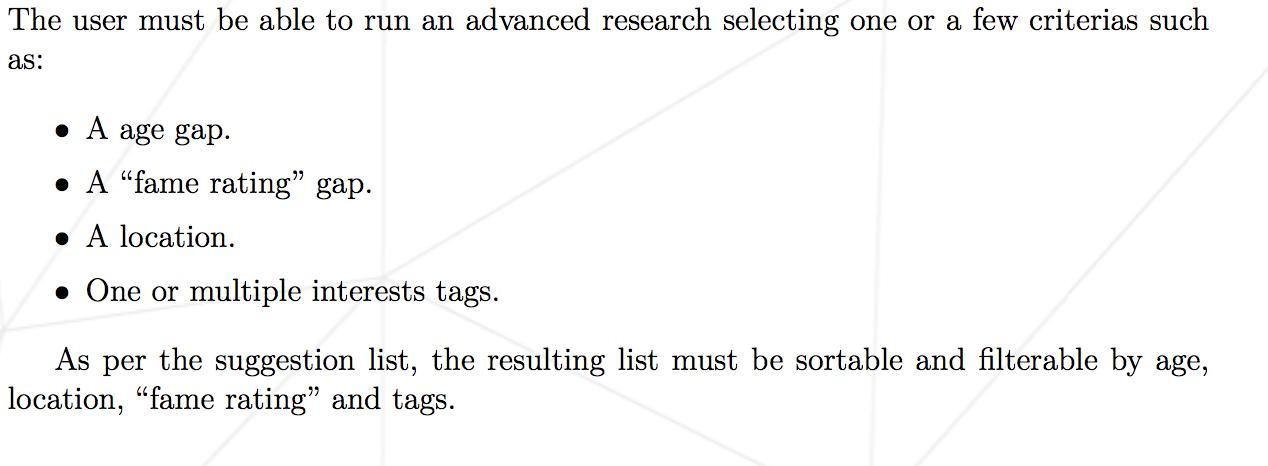 The user must be able to run an advanced research selecting one or a few criterias such
as:
• A age gap.
• A “fame rating” gap.
• A location.
• One or multiple interests tags.
As per the suggestion list, the resulting list must be sortable and filterable by age,
location, “fame rating” and tags.